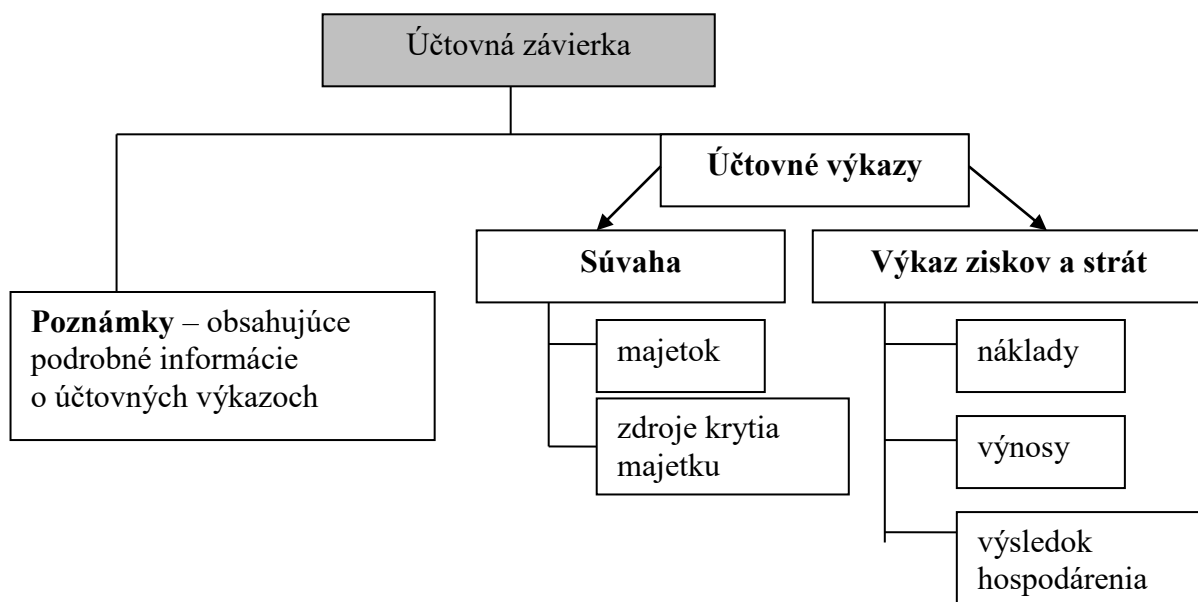 Účtovná závierka
Účtovné výkazy
Súvaha
Výkaz ziskov a strát
Poznámky – obsahujúce
podrobné informácie
o účtovných výkazoch
majetok
zdroje krytia
majetku
náklady
výnosy
výsledok
hospodárenia